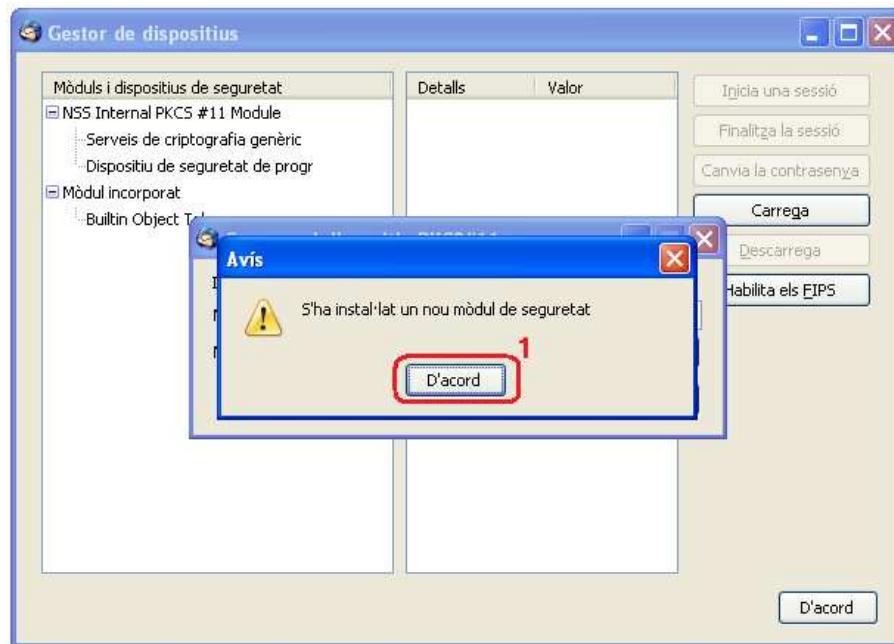 Gestor de dispositius
Mòduls i dispositius de seguretat
Detalls
Valor
NSS Internal PKCS #11 Module
Serveis de criptografia genèric
Dispositiu de seguretat de progr
Mòdul incorporat
Builtin Object
Inicia una sessió
Finalitza la sessió
Canvia la contrasenya
Carrega
Descarrega
Habilita els FIPS
Avís
S'ha instal·lat un nou mòdul de seguretat
1
D'acord
D'acord